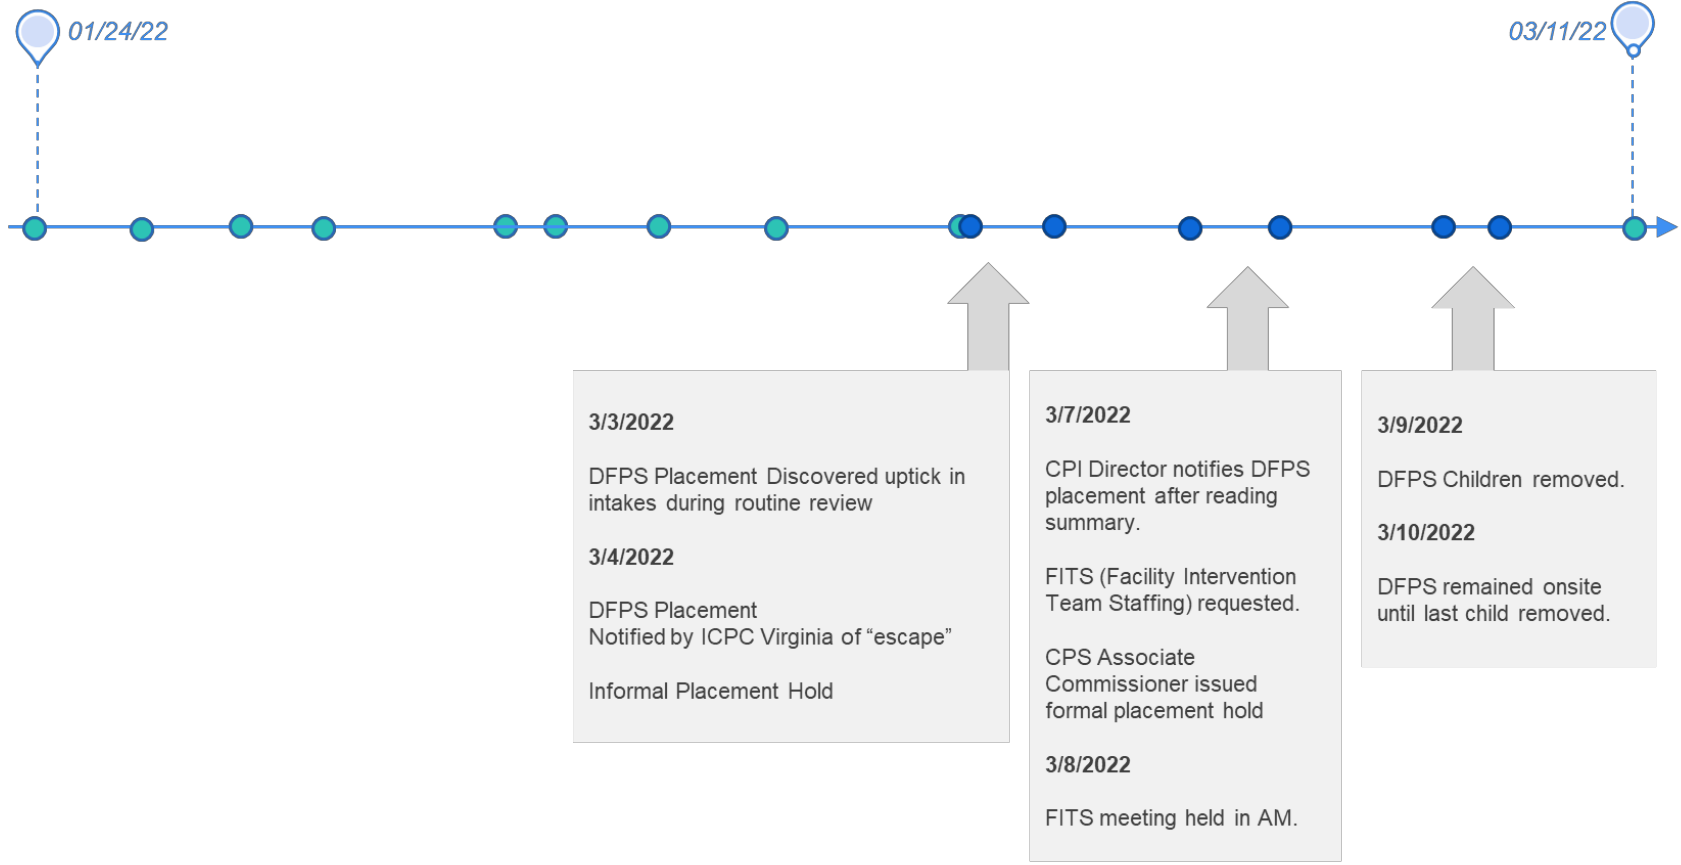 01/24/22
03/11/22
3/3/2022
DFPS Placement Discovered uptick in
intakes during routine review
3/4/2022
DFPS Placement
Notified by ICPC Virginia of “escape”
Informal Placement Hold
3/7/2022
CPI Director notifies DFPS
placement after reading
summary.
FITS (Facility Intervention
Team Staffing) requested.
CPS Associate
Commissioner issued
formal placement hold
3/8/2022
FITS meeting held in AM.
3/9/2022
DFPS Children removed.
3/10/2022
DFPS remained onsite
until last child removed.